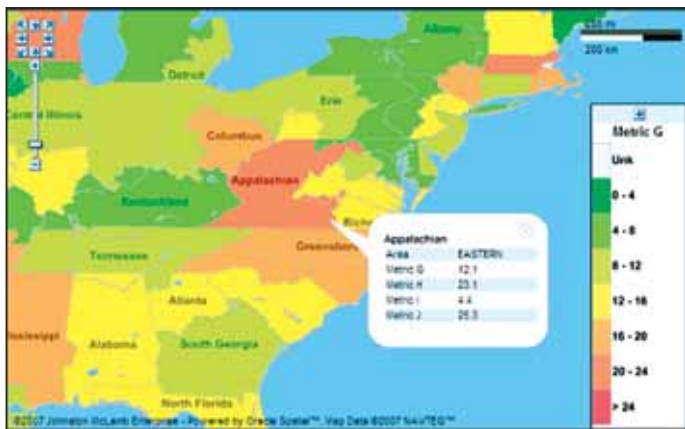 Albany
250 mi
200 km
Detroit
Central Illinois
Erie
Columbus
Metric G
Unk
Appalachian
0 - 4
Kentuckiand
4 - 8
Greensboro
Appalachian
Area EASTERN
8 - 12
Tennessee
Metric G 12.1
Metric H 23.1
12 - 16
Atlanta
Metric I 4.4
Metric J 25.3
16 - 20
Mississippi
Alabama
South Georgia
20 - 24
North Florida
> 24
©2007 Johnston McLamb Enterprise - Powered by Oracle Spatial™, Map Data ©2007 NAVTEQ™